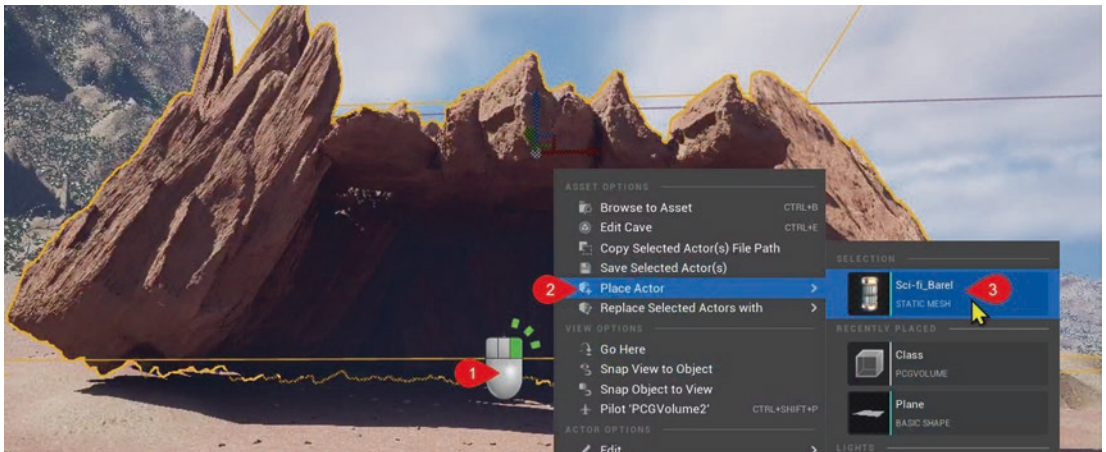 ASSET OPTIONS
Browse to Asset CTRL+B
Edit Cave CTRL+E
Copy Selected Actor(s) File Path
Save Selected Actor(s)
2 Place Actor >
Replace Selected Actors with >
VIEW OPTIONS
Go Here
1 Snap View to Object
Snap Object to View
Pilot 'PCGVolume2' CTRL+SHIFT+P
ACTOR OPTIONS
Edit >
SELECTION
Sci-fi_Barel 3
STATIC MESH
RECENTLY PLACED
Class
PCGVOLUME
Plane
BASIC SHAPE
LIGHTS